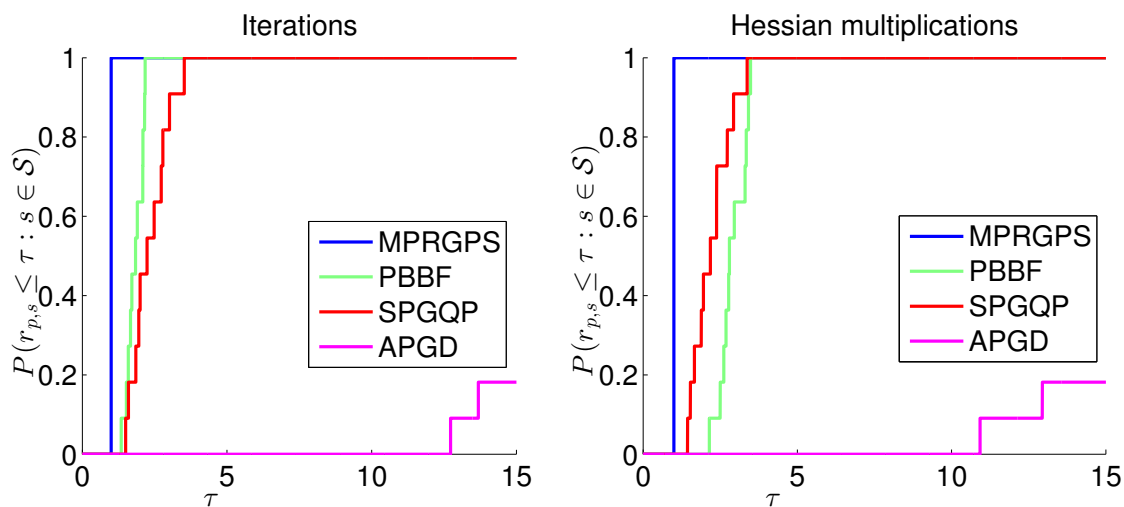 Iterations
1
0.8
0.6
0.4
0.2
0
P(r_{p,s} ≤ τ : s ∈ 𝒮)
MPRGPS
PBBF
SPGQP
APGD
0 5 10 15
τ
Hessian multiplications
1
0.8
0.6
0.4
0.2
0
P(r_{p,s} ≤ τ : s ∈ 𝒮)
MPRGPS
PBBF
SPGQP
APGD
0 5 10 15
τ